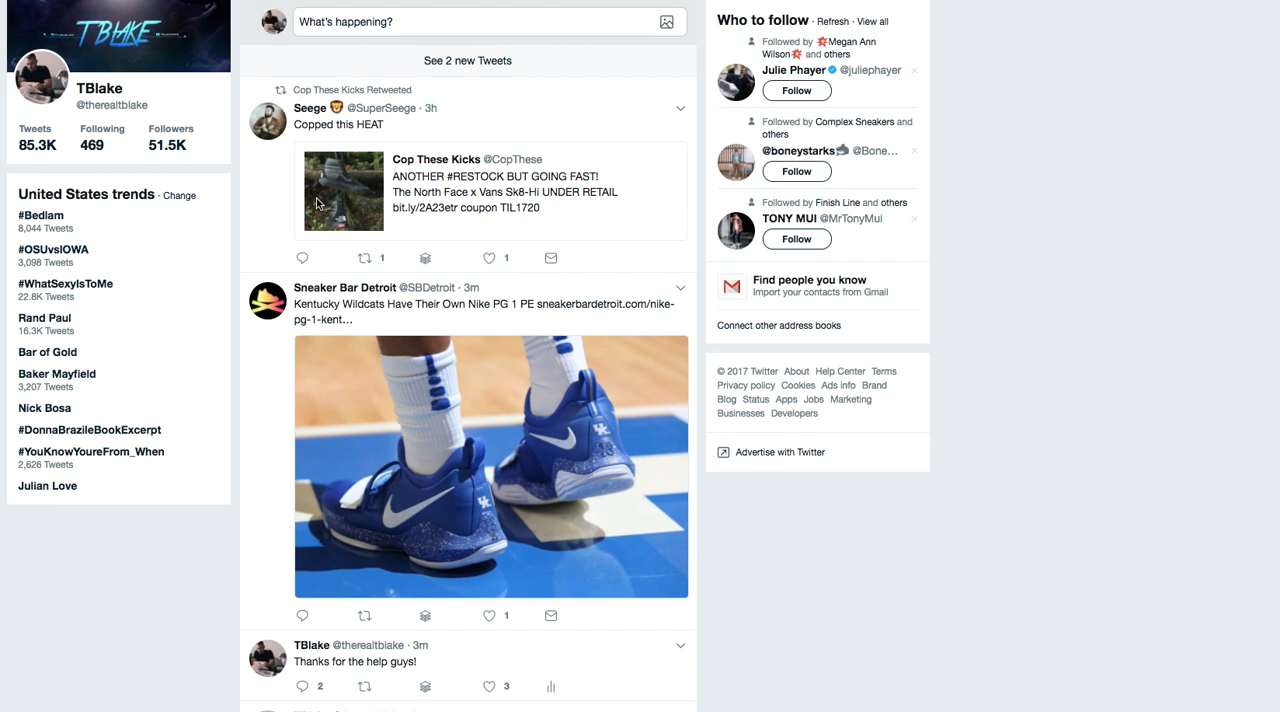 TBLAKE
TBlake
@therealtblake
Tweets Following Followers
85.3K 469 51.5K
United States trends · Change
#Bedlam
8,044 Tweets
#OSUvsIOWA
3,098 Tweets
#WhatSexyIsToMe
22.8K Tweets
Rand Paul
16.3K Tweets
Bar of Gold
Baker Mayfield
3,207 Tweets
Nick Bosa
#DonnaBrazileBookExcerpt
#YouKnowYoureFrom_When
2,626 Tweets
Julian Love
What's happening?
See 2 new Tweets
Cop These Kicks Retweeted
Seege 🦁 @SuperSeege · 3h
Copped this HEAT
Cop These Kicks @CopThese
ANOTHER #RESTOCK BUT GOING FAST!
The North Face x Vans Sk8-Hi UNDER RETAIL
bit.ly/2A23etr coupon TIL1720
1 1
Sneaker Bar Detroit @SBDetroit · 3m
Kentucky Wildcats Have Their Own Nike PG 1 PE sneakerbardetroit.com/nike-
pg-1-kent…
UK
UK
1
TBlake @therealtblake · 3m
Thanks for the help guys!
2 3
Who to follow · Refresh · View all
Followed by 💥Megan Ann
Wilson💥 and others
Julie Phayer @juliephayer
Follow
Followed by Complex Sneakers and
others
@boneystarks @Bone...
Follow
Followed by Finish Line and others
TONY MUI @MrTonyMui
Follow
Find people you know
Import your contacts from Gmail
Connect other address books
© 2017 Twitter About Help Center Terms
Privacy policy Cookies Ads info Brand
Blog Status Apps Jobs Marketing
Businesses Developers
Advertise with Twitter